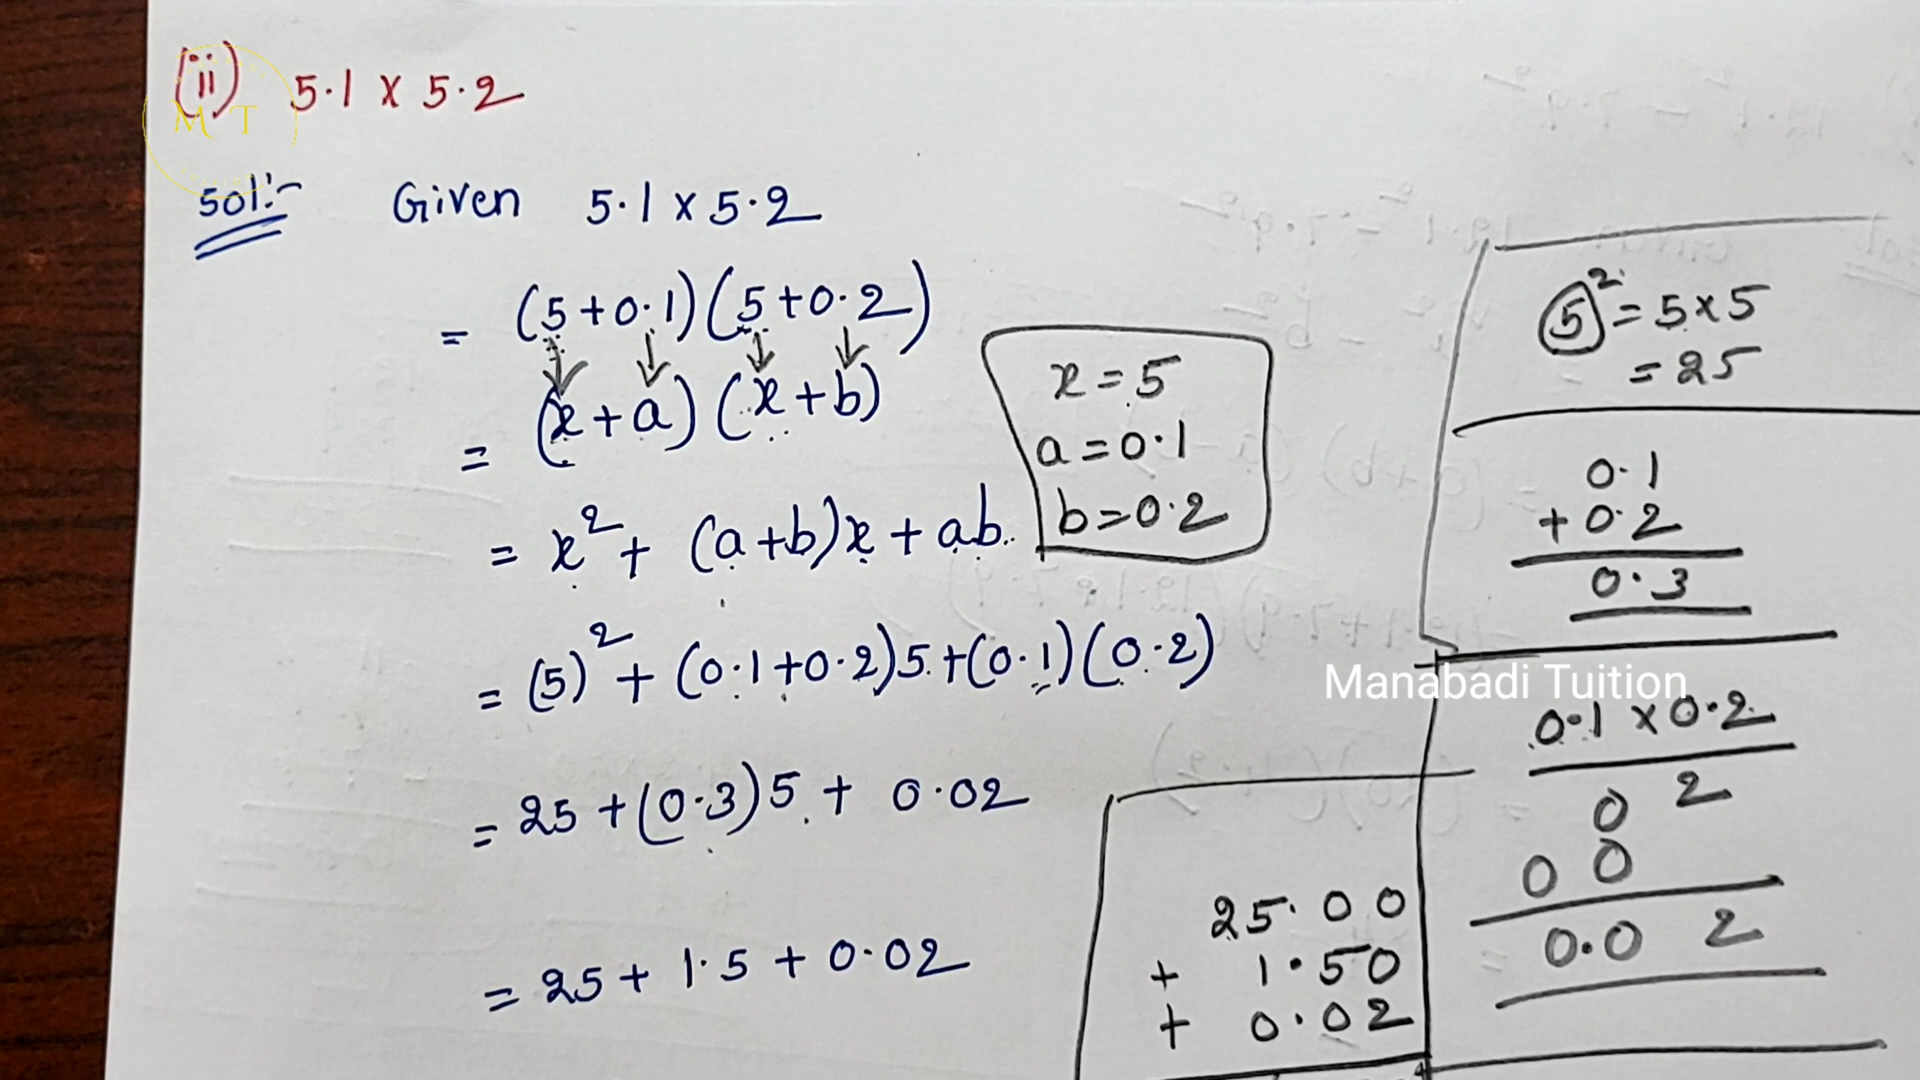 (ii) 5.1 x 5.2
M T
Sol:- Given 5.1 x 5.2
= (5+0.1)(5+0.2)
= (x+a)(x+b)
= x² + (a+b)x + ab
= (5)² + (0.1+0.2)5+(0.1)(0.2)
= 25 + (0.3)5 + 0.02
= 25 + 1.5 + 0.02
x = 5
a = 0.1
b = 0.2
5² = 5x5
= 25
0.1
+ 0.2
0.3
Manabadi Tuition
0.1 x 0.2
0 2
0 0
0.0 2
25.00
+ 1.50
+ 0.02